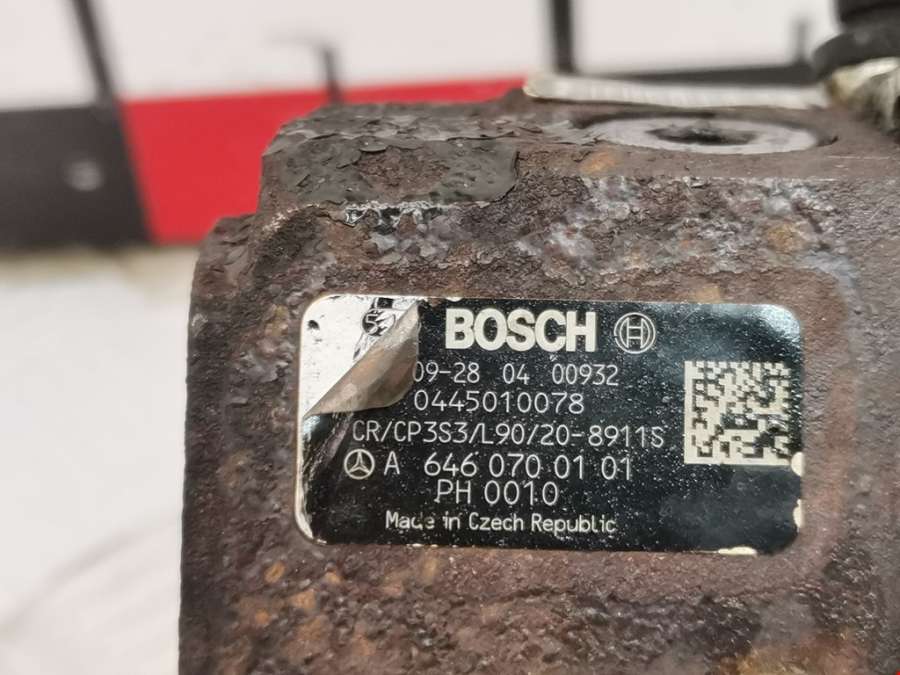 BOSCH
09-28 04 00932
0445010078
CR/CP3S3/L90/20-8911S
A 646 070 01 01
PH 0010
Made in Czech Republic